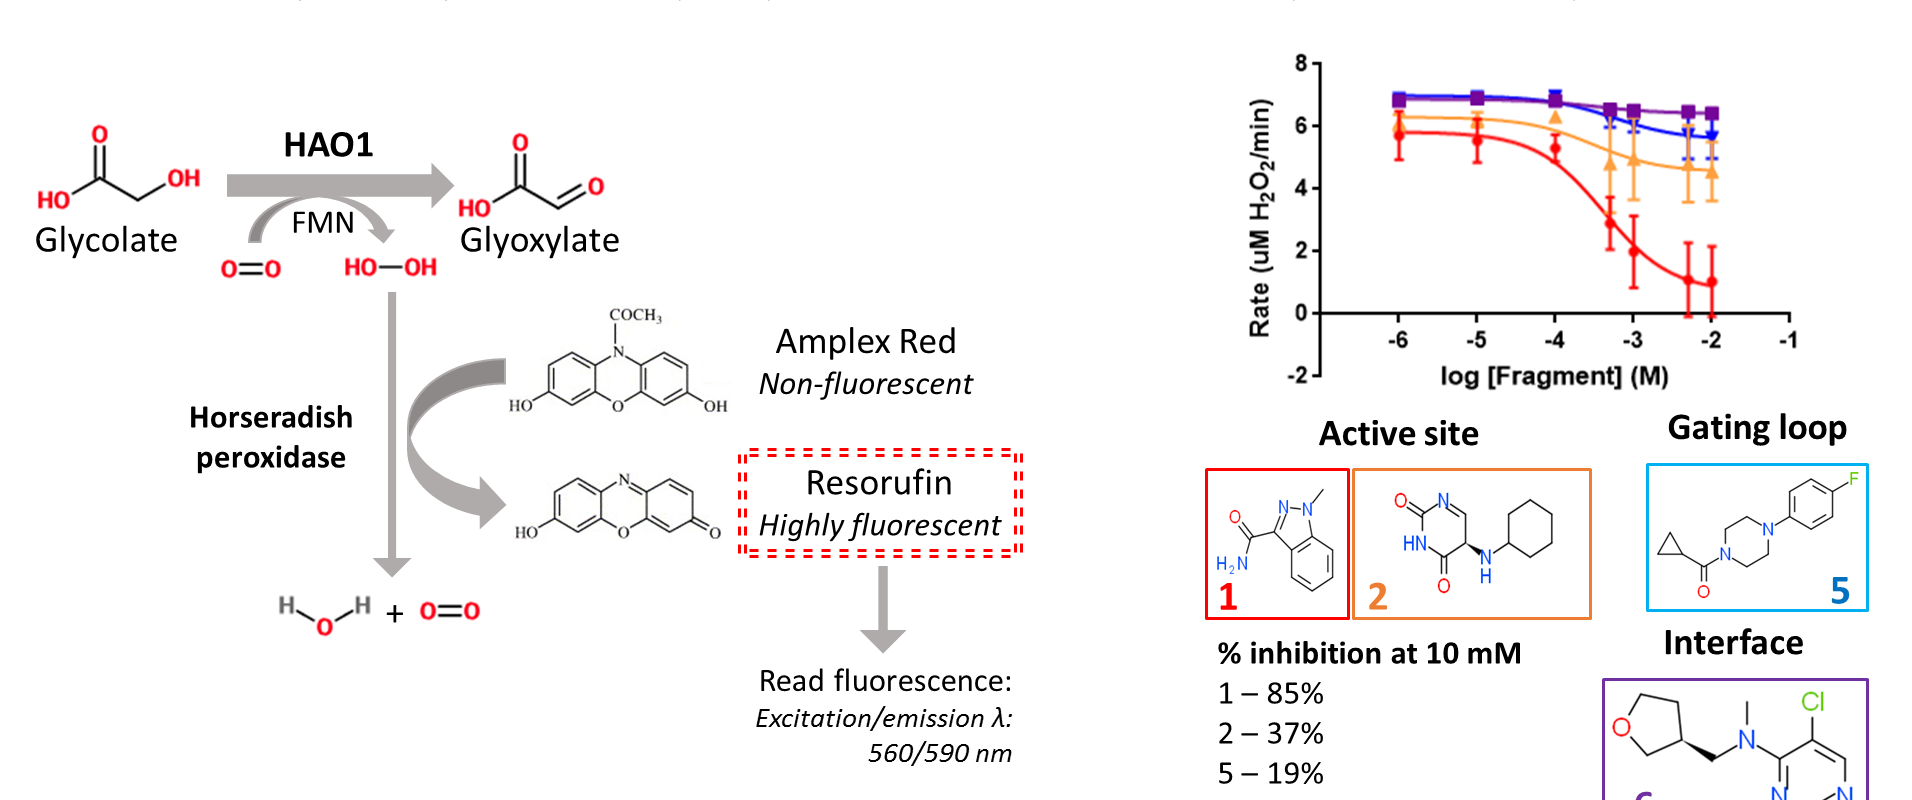 HAO1
O
OH
HO
Glycolate
FMN
O=O
HO—OH
O
O
HO
Glyoxylate
COCH₃
N
HO
O
OH
Amplex Red
Non-fluorescent
Horseradish
peroxidase
N
HO
O
O
Resorufin
Highly fluorescent
H
H
O
+
O=O
Read fluorescence:
Excitation/emission λ:
560/590 nm
Rate (uM H₂O₂/min)
8
6
4
2
0
-2
-6
-5
-4
-3
-2
-1
log [Fragment] (M)
Active site
O
N
N
H₂N
1
O
N
HN
O
N
H
2
Gating loop
F
N
N
O
5
Interface
O
N
Cl
N
N
% inhibition at 10 mM
1 – 85%
2 – 37%
5 – 19%